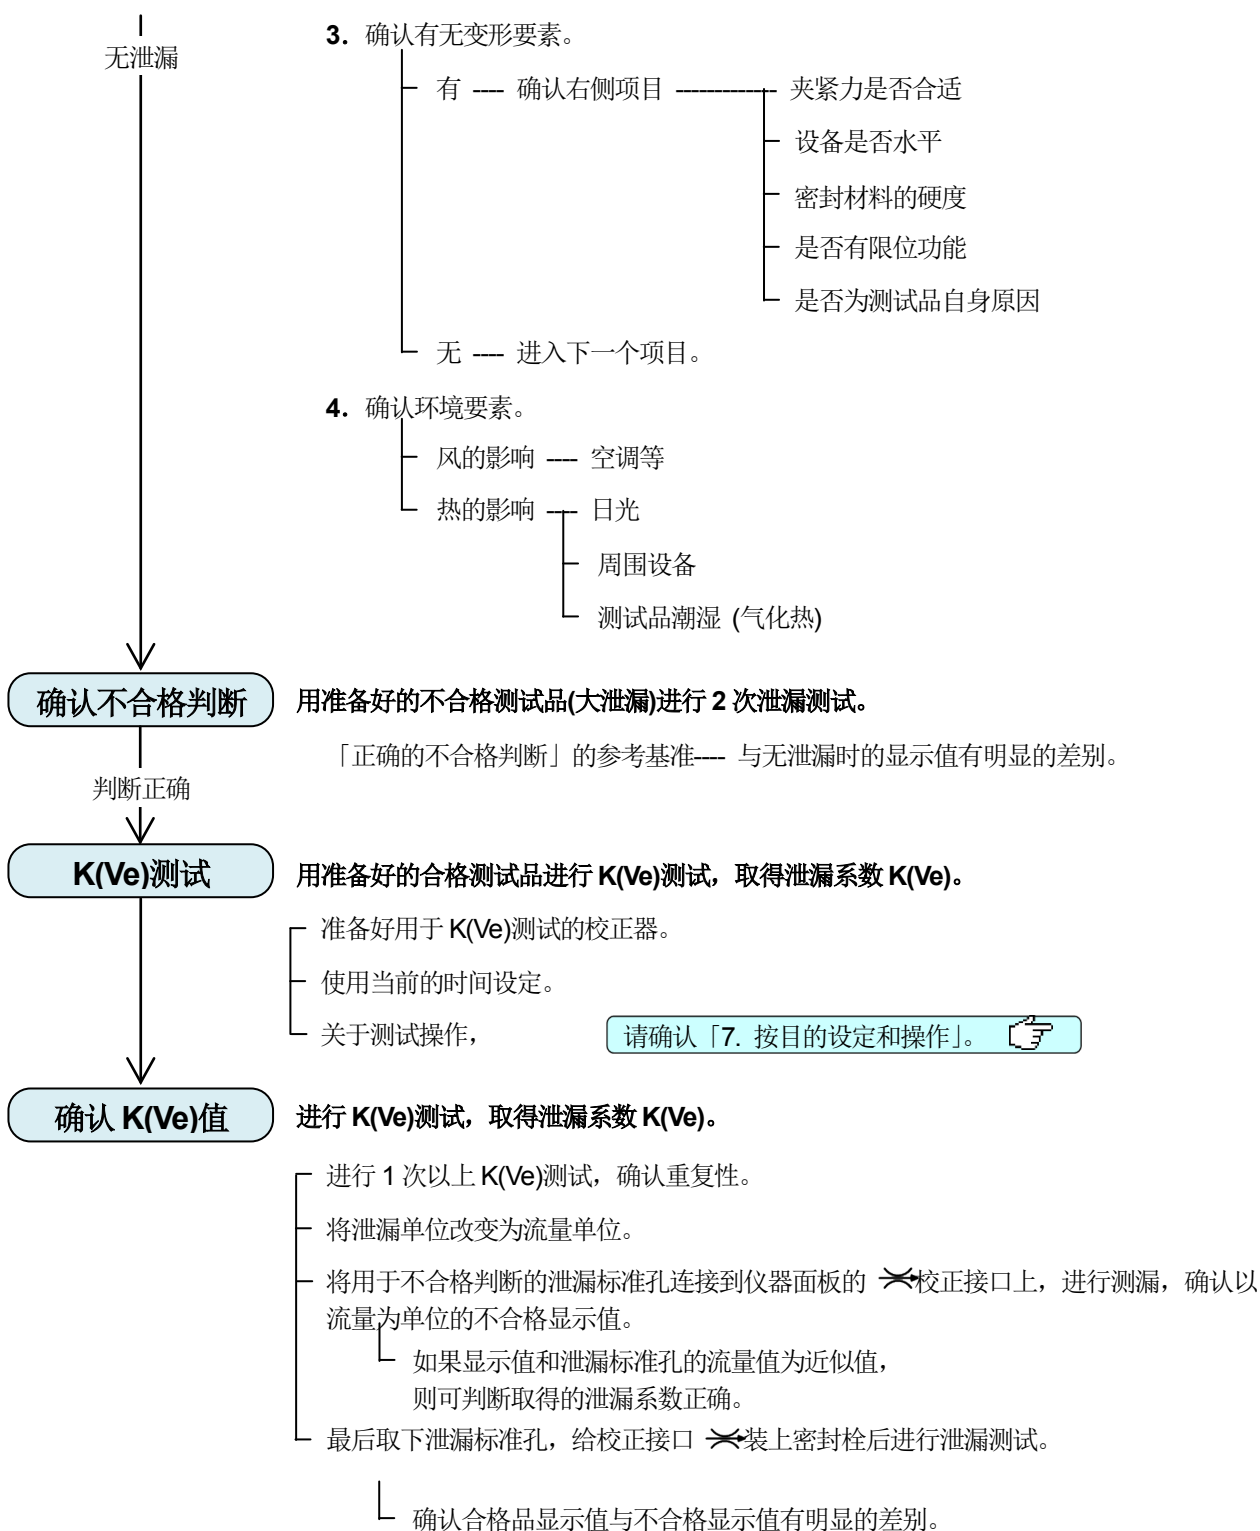 3. 确认有无变形要素。
无泄漏
有 ---- 确认右侧项目 ------------- 夹紧力是否合适
设备是否水平
密封材料的硬度
是否有限位功能
是否为测试品自身原因
无 ---- 进入下一个项目。
4. 确认环境要素。
风的影响 ---- 空调等
热的影响 ---- 日光
周围设备
测试品潮湿 (气化热)
确认不合格判断
用准备好的不合格测试品(大泄漏)进行 2 次泄漏测试。
「正确的不合格判断」的参考基准---- 与无泄漏时的显示值有明显的差别。
判断正确
K(Ve)测试
用准备好的合格测试品进行 K(Ve)测试，取得泄漏系数 K(Ve)。
准备好用于 K(Ve)测试的校正器。
使用当前的时间设定。
关于测试操作，
请确认「7. 按目的设定和操作」。
确认 K(Ve)值
进行 K(Ve)测试，取得泄漏系数 K(Ve)。
进行 1 次以上 K(Ve)测试，确认重复性。
将泄漏单位改变为流量单位。
将用于不合格判断的泄漏标准孔连接到仪器面板的 校正接口上，进行测漏，确认以
流量为单位的不合格显示值。
如果显示值和泄漏标准孔的流量值为近似值，
则可判断取得的泄漏系数正确。
最后取下泄漏标准孔，给校正接口 装上密封栓后进行泄漏测试。
确认合格品显示值与不合格显示值有明显的差别。